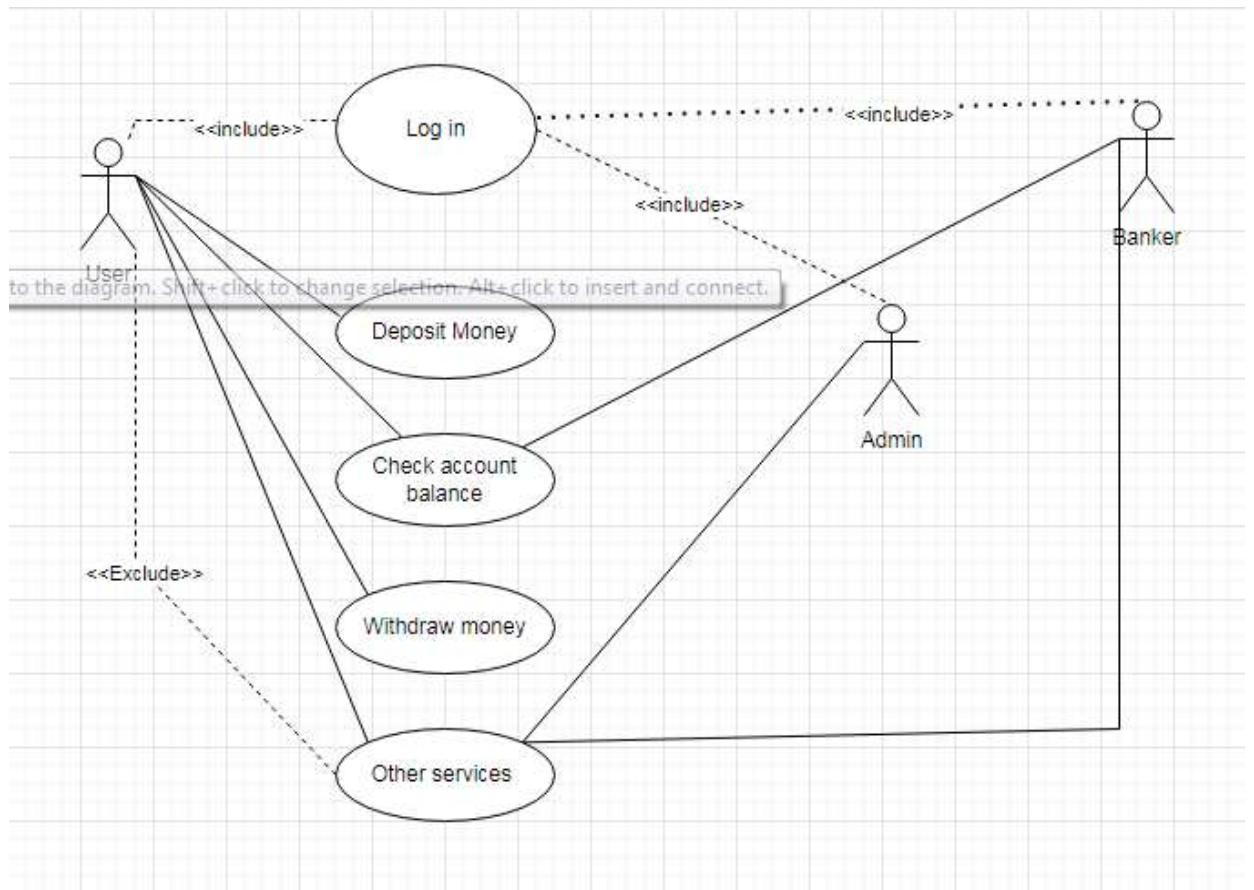 Log in
<<include>>
<<include>>
<<include>>
Banker
User
to the diagram. Shift+click to change selection. Alt+click to insert and connect.
Deposit Money
Admin
Check account
balance
<<Exclude>>
Withdraw money
Other services